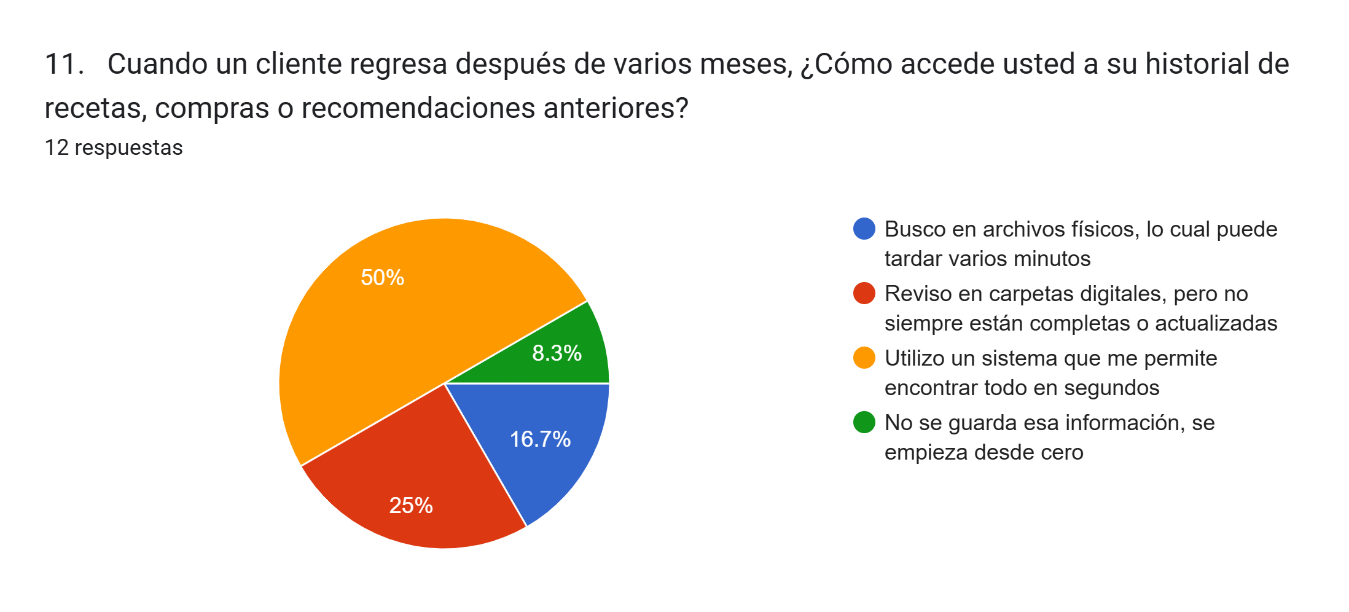 11.   Cuando un cliente regresa después de varios meses, ¿Cómo accede usted a su historial de
recetas, compras o recomendaciones anteriores?
12 respuestas
50%
8.3%
16.7%
25%
Busco en archivos físicos, lo cual puede
tardar varios minutos
Reviso en carpetas digitales, pero no
siempre están completas o actualizadas
Utilizo un sistema que me permite
encontrar todo en segundos
No se guarda esa información, se
empieza desde cero